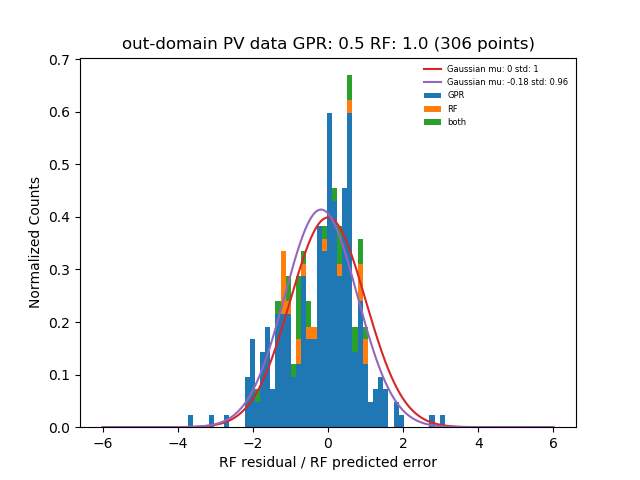 out-domain PV data GPR: 0.5 RF: 1.0 (306 points)
Gaussian mu: 0 std: 1
Gaussian mu: -0.18 std: 0.96
GPR
RF
both
Normalized Counts
0.7
0.6
0.5
0.4
0.3
0.2
0.1
0.0
−6 −4 −2 0 2 4 6
RF residual / RF predicted error